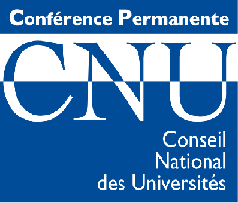 Conférence Permanente
CNU
Conseil
National
des Universités